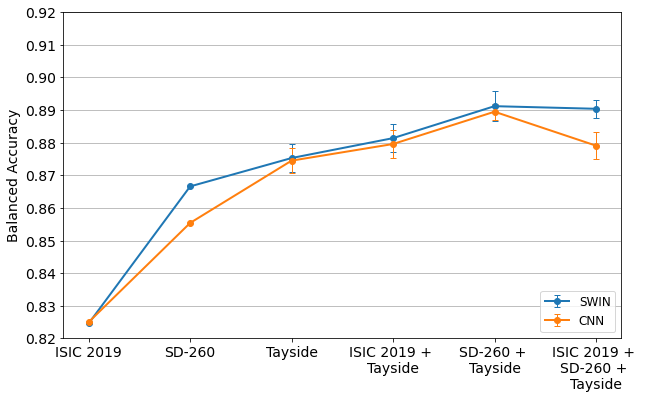 0.92
0.91
0.90
0.89
0.88
0.87
0.86
0.85
0.84
0.83
0.82
Balanced Accuracy
SWIN
CNN
ISIC 2019
SD-260
Tayside
ISIC 2019 +
Tayside
SD-260 +
Tayside
ISIC 2019 +
SD-260 +
Tayside